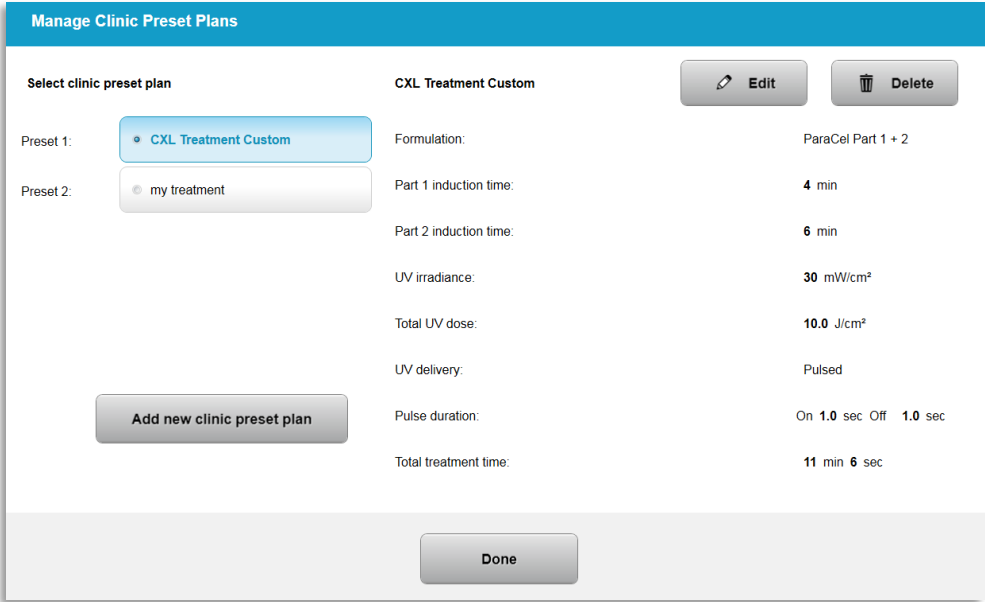 Manage Clinic Preset Plans
Select clinic preset plan
Preset 1: CXL Treatment Custom
Preset 2: my treatment
Add new clinic preset plan
CXL Treatment Custom
Edit
Delete
Formulation: ParaCel Part 1 + 2
Part 1 induction time: 4 min
Part 2 induction time: 6 min
UV irradiance: 30 mW/cm²
Total UV dose: 10.0 J/cm²
UV delivery: Pulsed
Pulse duration: On 1.0 sec Off 1.0 sec
Total treatment time: 11 min 6 sec
Done